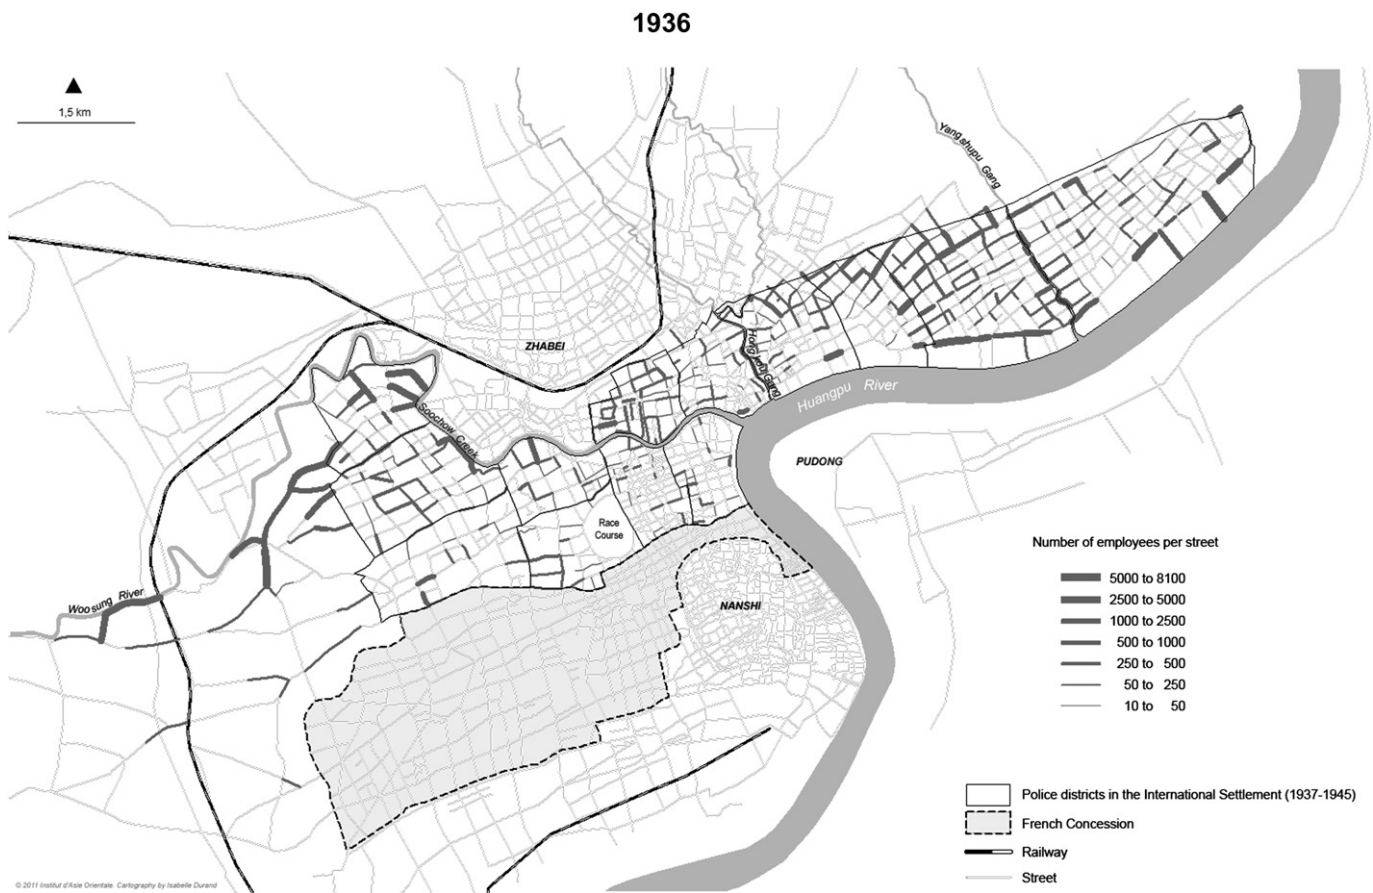 1936
1,5 km
Yangshupu Gang
ZHABEI
Hongkou Gang
Huangpu River
Soochow Creek
PUDONG
Race
Course
Woosung River
NANSHI
Number of employees per street
5000 to 8100
2500 to 5000
1000 to 2500
500 to 1000
250 to 500
50 to 250
10 to 50
Police districts in the International Settlement (1937-1945)
French Concession
Railway
Street
© 2011 Institut d'Asie Orientale. Cartography by Isabelle Durand